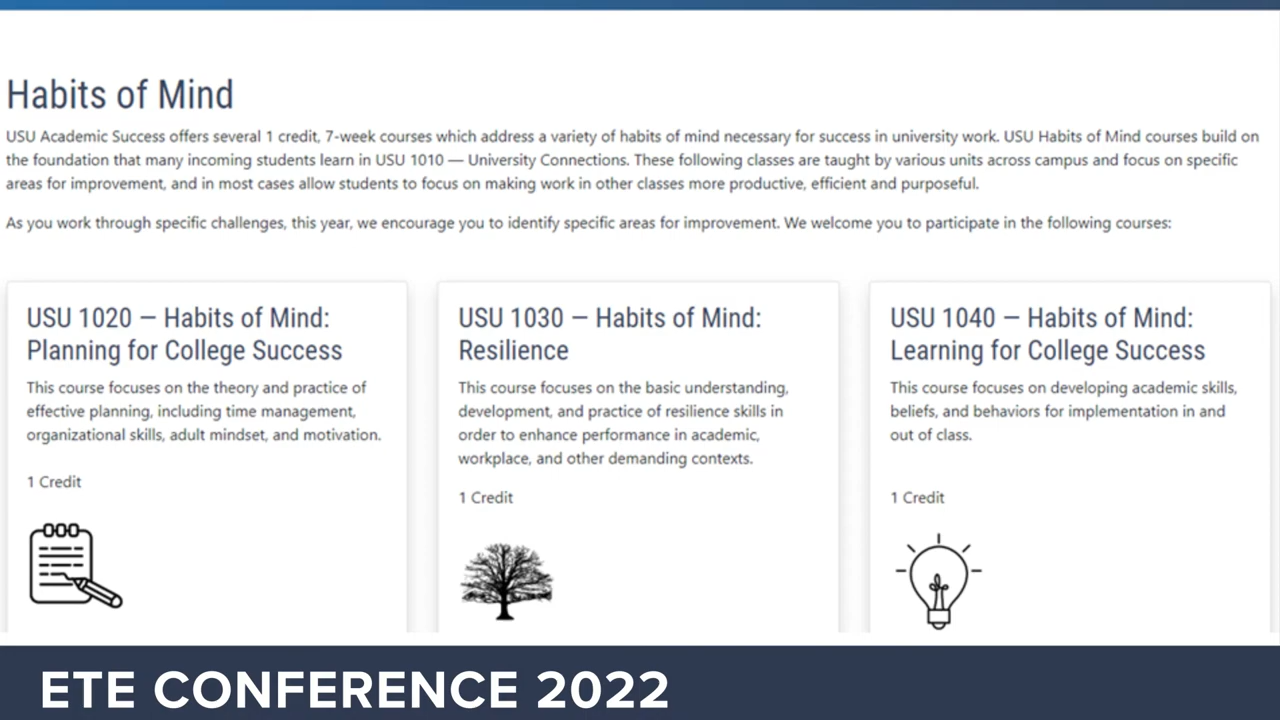 Habits of Mind
USU Academic Success offers several 1 credit, 7-week courses which address a variety of habits of mind necessary for success in university work. USU Habits of Mind courses build on
the foundation that many incoming students learn in USU 1010 — University Connections. These following classes are taught by various units across campus and focus on specific
areas for improvement, and in most cases allow students to focus on making work in other classes more productive, efficient and purposeful.
As you work through specific challenges, this year, we encourage you to identify specific areas for improvement. We welcome you to participate in the following courses:
USU 1020 — Habits of Mind:
Planning for College Success
This course focuses on the theory and practice of
effective planning, including time management,
organizational skills, adult mindset, and motivation.
1 Credit
USU 1030 — Habits of Mind:
Resilience
This course focuses on the basic understanding,
development, and practice of resilience skills in
order to enhance performance in academic,
workplace, and other demanding contexts.
1 Credit
USU 1040 — Habits of Mind:
Learning for College Success
This course focuses on developing academic skills,
beliefs, and behaviors for implementation in and
out of class.
1 Credit
ETE CONFERENCE 2022